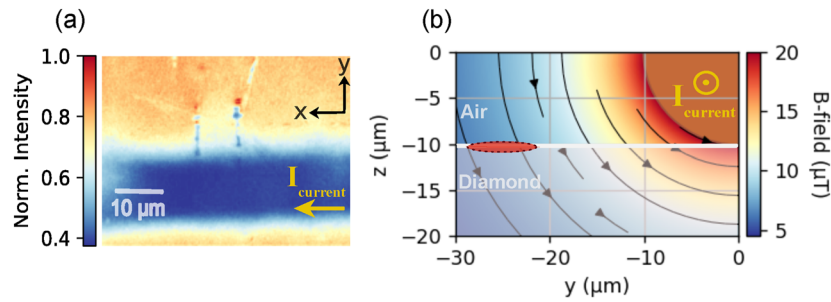 (a)
1.0
0.8
0.6
0.4
Norm. Intensity
y
x
I current
10 µm
(b)
0
−5
−10
−15
−20
z (µm)
Air
Diamond
I current
−30
−20
−10
0
y (µm)
20
15
10
5
B-field (µT)